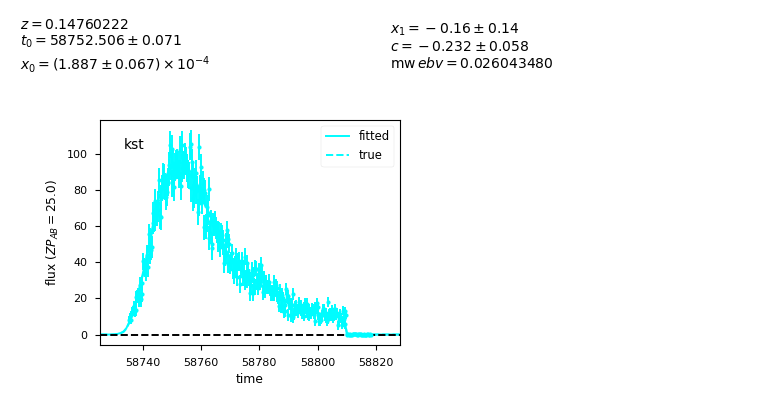 z = 0.14760222
t₀ = 58752.506 ± 0.071
x₀ = (1.887 ± 0.067) × 10⁻⁴
x₁ = −0.16 ± 0.14
c = −0.232 ± 0.058
mw ebv = 0.026043480
kst
fitted
true
100
80
60
40
20
0
flux (ZP_AB = 25.0)
58740 58760 58780 58800 58820
time